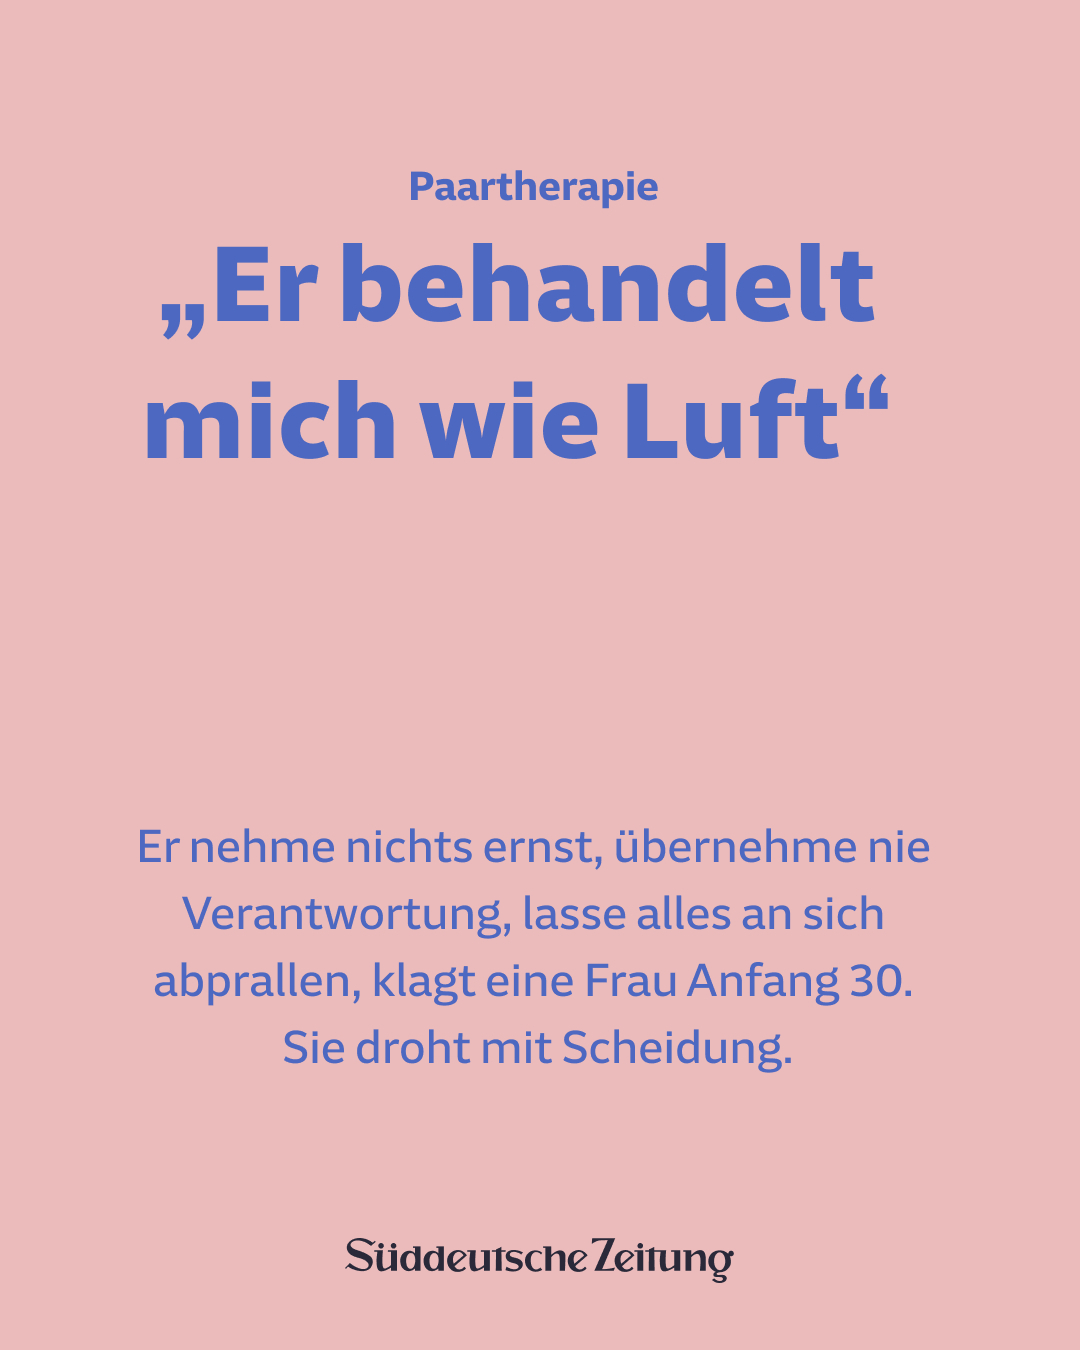 Paartherapie
„Er behandelt
mich wie Luft“
Er nehme nichts ernst, übernehme nie
Verantwortung, lasse alles an sich
abprallen, klagt eine Frau Anfang 30.
Sie droht mit Scheidung.
Süddeutsche Zeitung